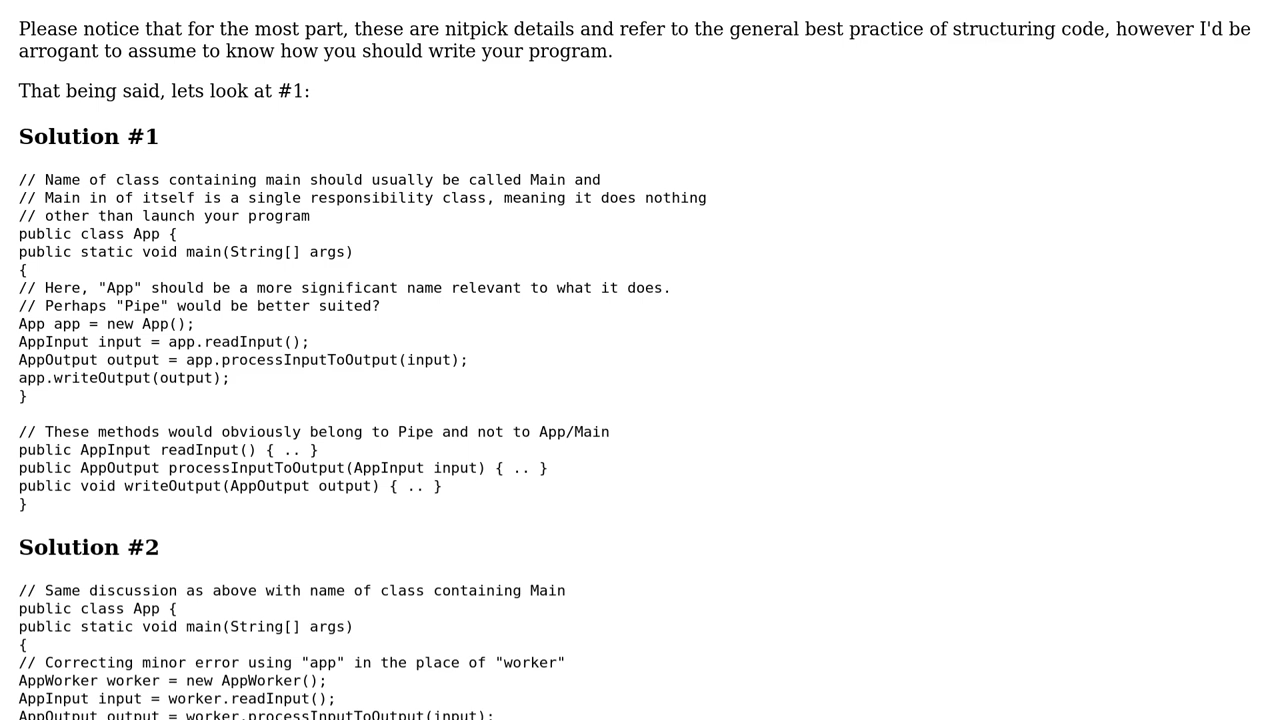 Please notice that for the most part, these are nitpick details and refer to the general best practice of structuring code, however I'd be
arrogant to assume to know how you should write your program.
That being said, lets look at #1:
Solution #1
// Name of class containing main should usually be called Main and
// Main in of itself is a single responsibility class, meaning it does nothing
// other than launch your program
public class App {
public static void main(String[] args)
{
// Here, "App" should be a more significant name relevant to what it does.
// Perhaps "Pipe" would be better suited?
App app = new App();
AppInput input = app.readInput();
AppOutput output = app.processInputToOutput(input);
app.writeOutput(output);
}
// These methods would obviously belong to Pipe and not to App/Main
public AppInput readInput() { .. }
public AppOutput processInputToOutput(AppInput input) { .. }
public void writeOutput(AppOutput output) { .. }
}
Solution #2
// Same discussion as above with name of class containing Main
public class App {
public static void main(String[] args)
{
// Correcting minor error using "app" in the place of "worker"
AppWorker worker = new AppWorker();
AppInput input = worker.readInput();
AppOutput output = worker.processInputToOutput(input);